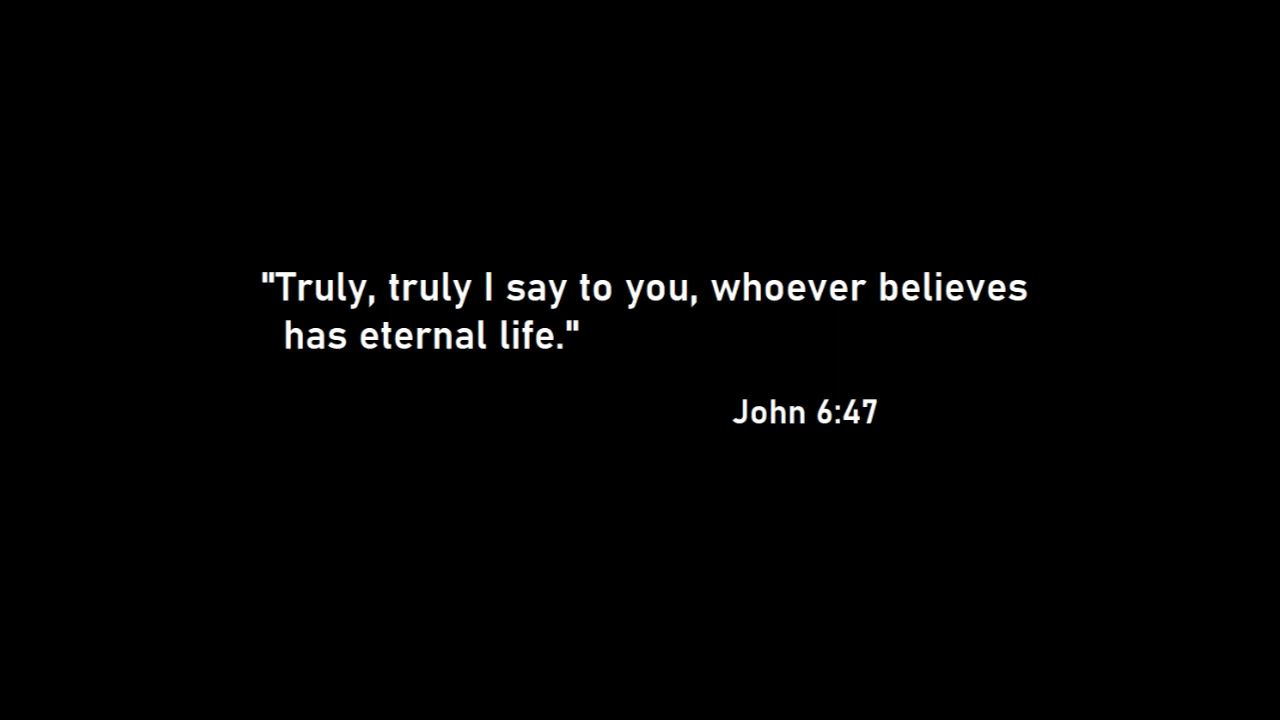 "Truly, truly I say to you, whoever believes
has eternal life."
John 6:47